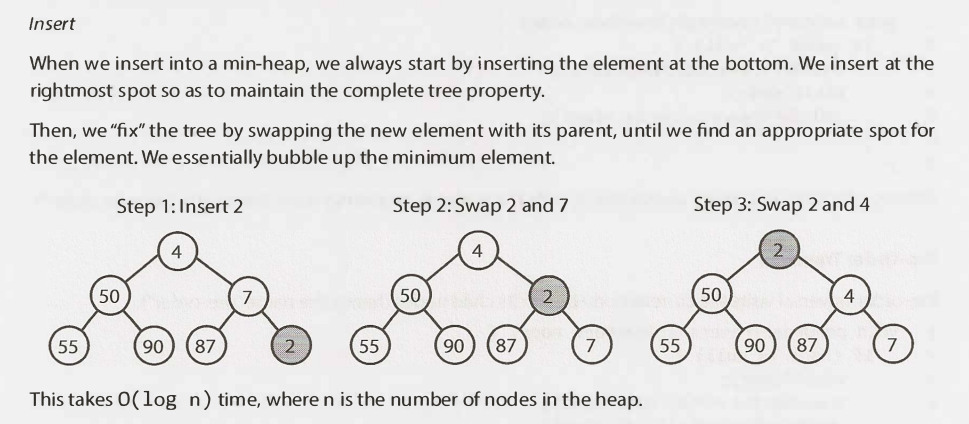 Insert
When we insert into a min-heap, we always start by inserting the element at the bottom. We insert at the
rightmost spot so as to maintain the complete tree property.
Then, we "fix" the tree by swapping the new element with its parent, until we find an appropriate spot for
the element. We essentially bubble up the minimum element.
Step 1: Insert 2 Step 2: Swap 2 and 7 Step 3: Swap 2 and 4
4 4 2
50 7 50 2 50 4
55 90 87 2 55 90 87 7 55 90 87 7
This takes O(log n) time, where n is the number of nodes in the heap.